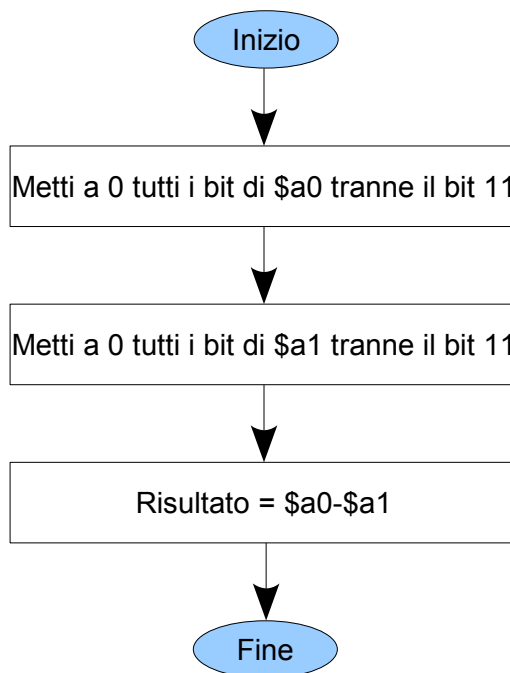 Inizio
Metti a 0 tutti i bit di $a0 tranne il bit 11
Metti a 0 tutti i bit di $a1 tranne il bit 11
Risultato = $a0-$a1
Fine